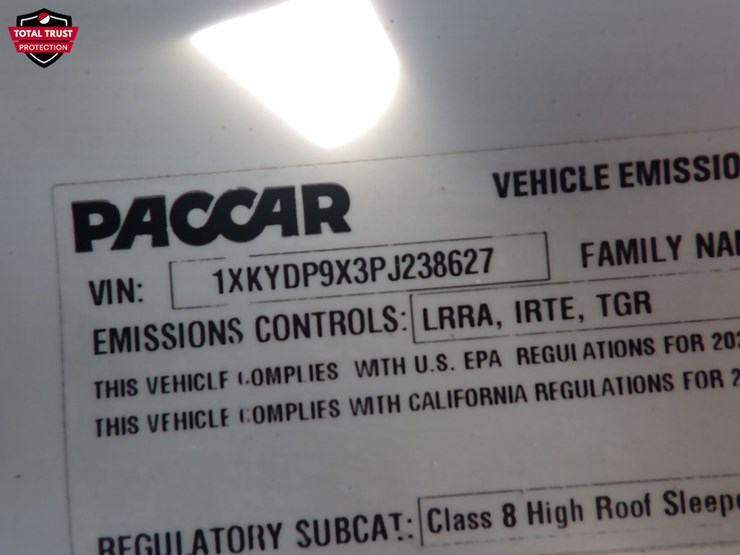 TOTAL TRUST
PROTECTION
PACCAR
VEHICLE EMISSIO
VIN: 1XKYDP9X3PJ238627 FAMILY NA
EMISSIONS CONTROLS: LRRA, IRTE, TGR
THIS VEHICLE COMPLIES WITH U.S. EPA REGULATIONS FOR 20
THIS VEHICLE COMPLIES WITH CALIFORNIA REGULATIONS FOR 2
REGULATORY SUBCAT.: Class 8 High Roof Sleepe